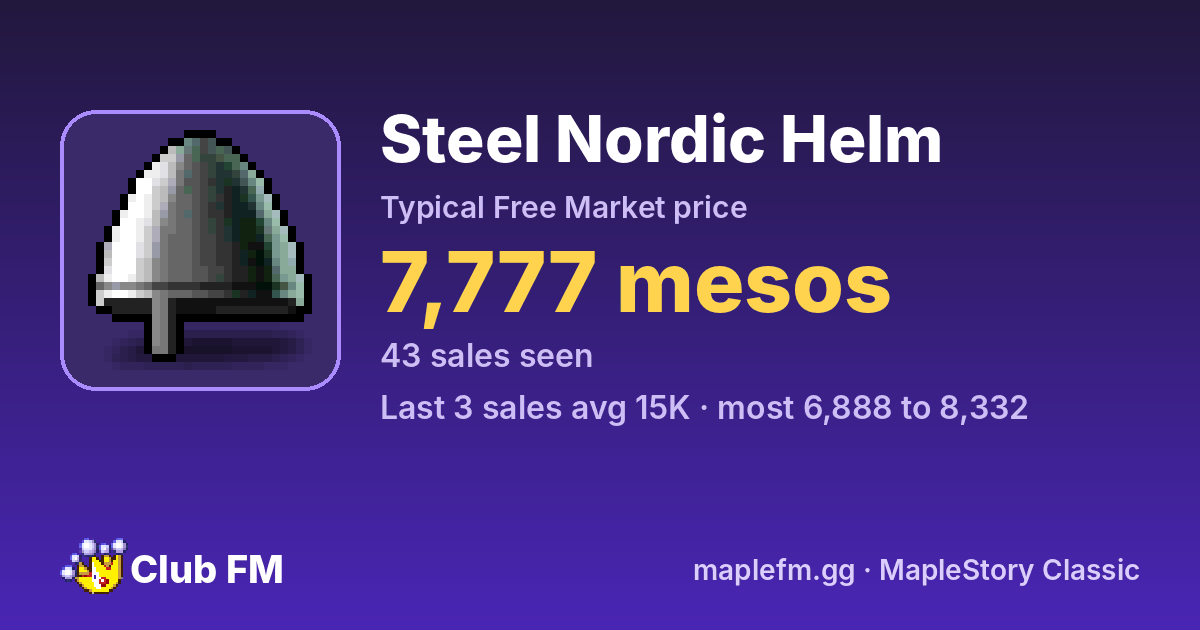 Steel Nordic Helm
Typical Free Market price
7,777 mesos
43 sales seen
Last 3 sales avg 15K · most 6,888 to 8,332
Club FM
maplefm.gg · MapleStory Classic